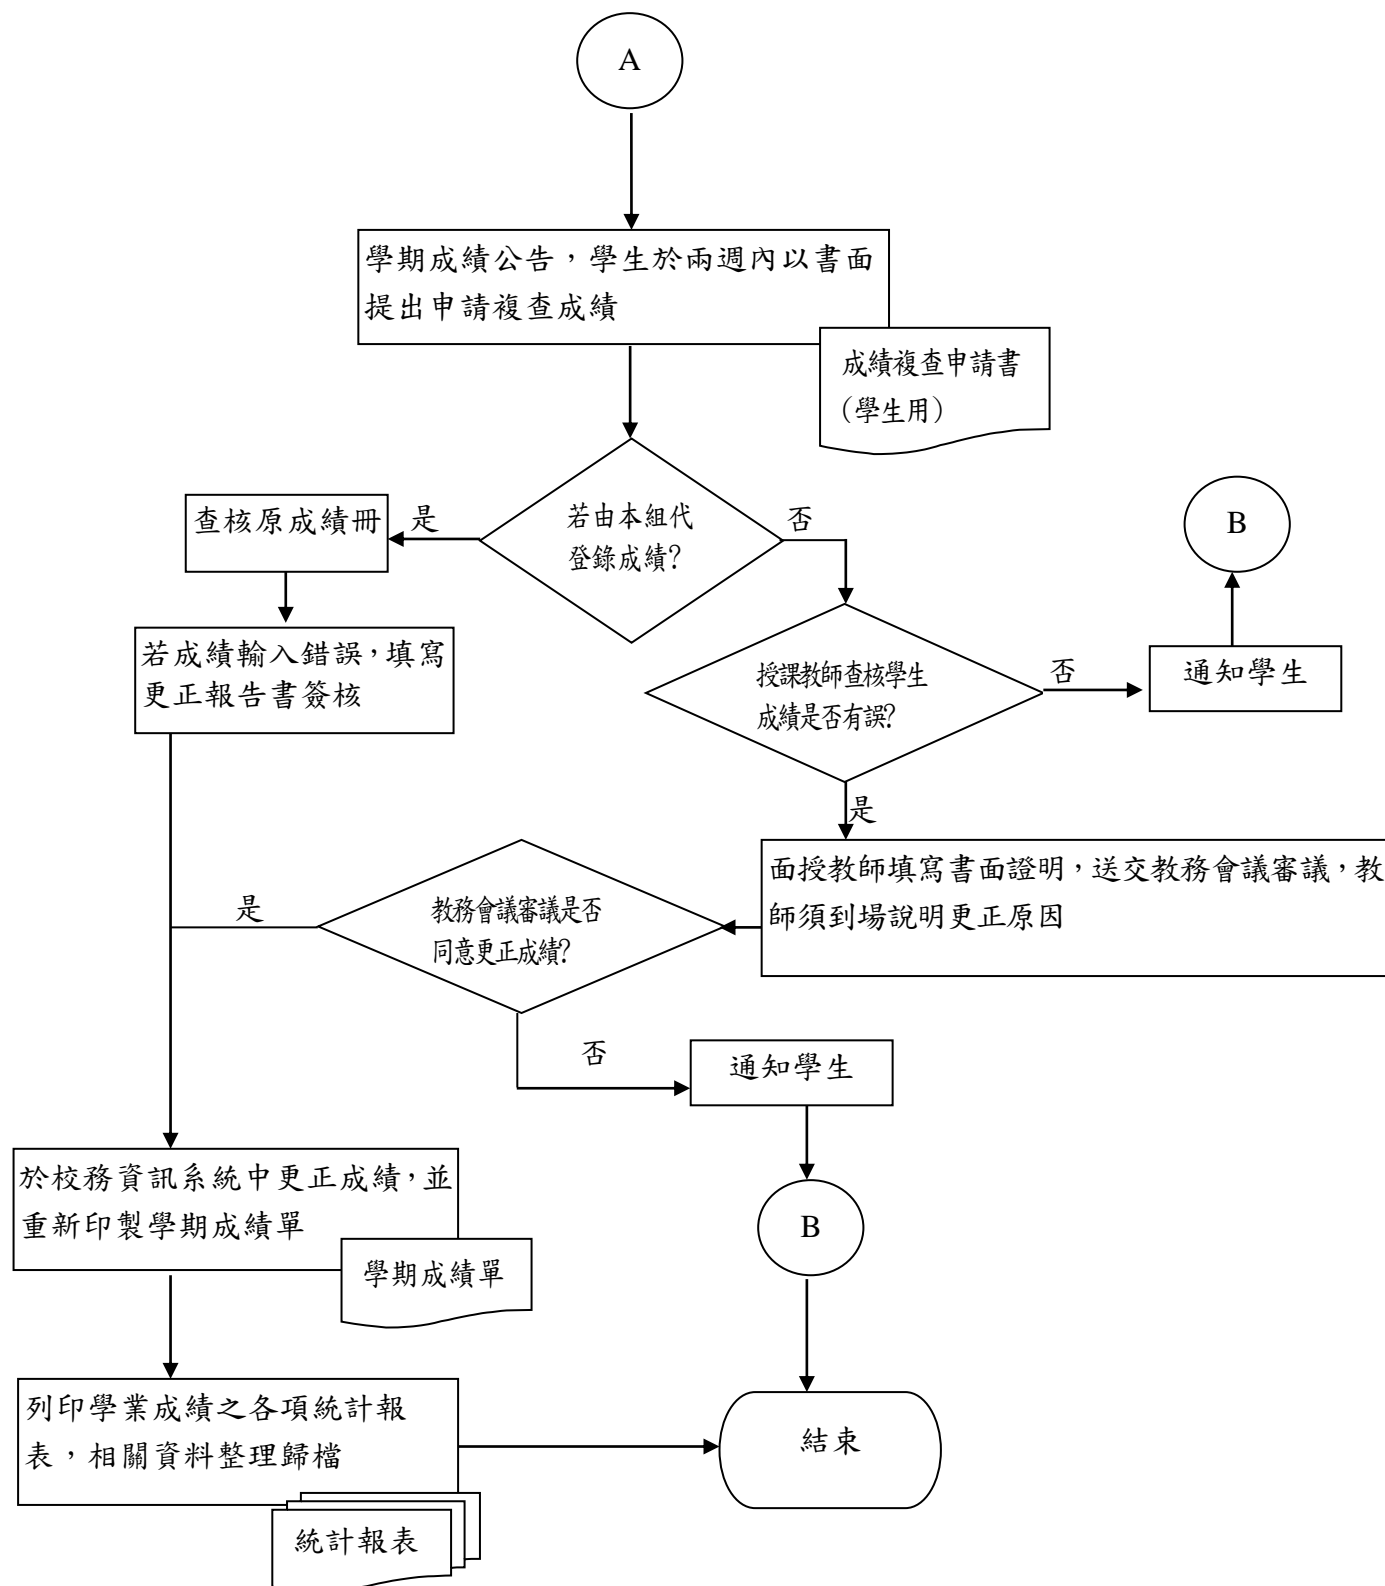 A
學期成績公告，學生於兩週內以書面
提出申請複查成績
成績複查申請書
(學生用)
若由本組代
登錄成績?
是
否
查核原成績冊
B
若成績輸入錯誤，填寫
更正報告書簽核
授課教師查核學生
成績是否有誤?
否
通知學生
是
面授教師填寫書面證明，送交教務會議審議，教
師須到場說明更正原因
教務會議審議是否
同意更正成績?
是
否
通知學生
於校務資訊系統中更正成績，並
重新印製學期成績單
學期成績單
B
列印學業成績之各項統計報
表，相關資料整理歸檔
統計報表
結束